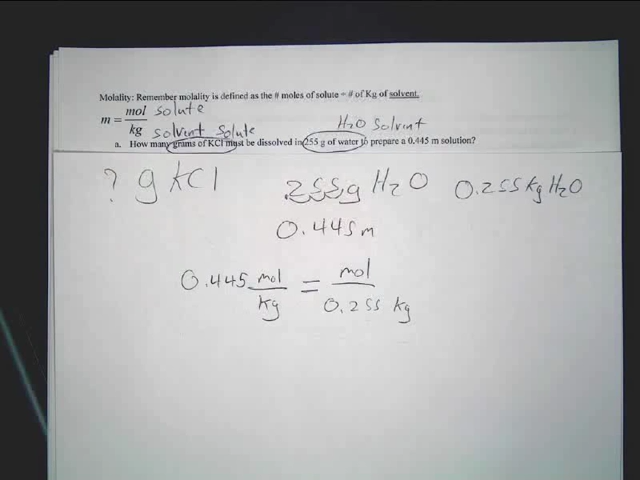 Molality: Remember molality is defined as the # moles of solute ÷ # of Kg of solvent.
m = mol/kg solute
solvent solute H2O solvent
a. How many grams of KCl must be dissolved in 255 g of water to prepare a 0.445 m solution?
? g KCl 255g H2O 0.255 kg H2O
0.445 m
0.445 mol/kg = mol/0.255 kg